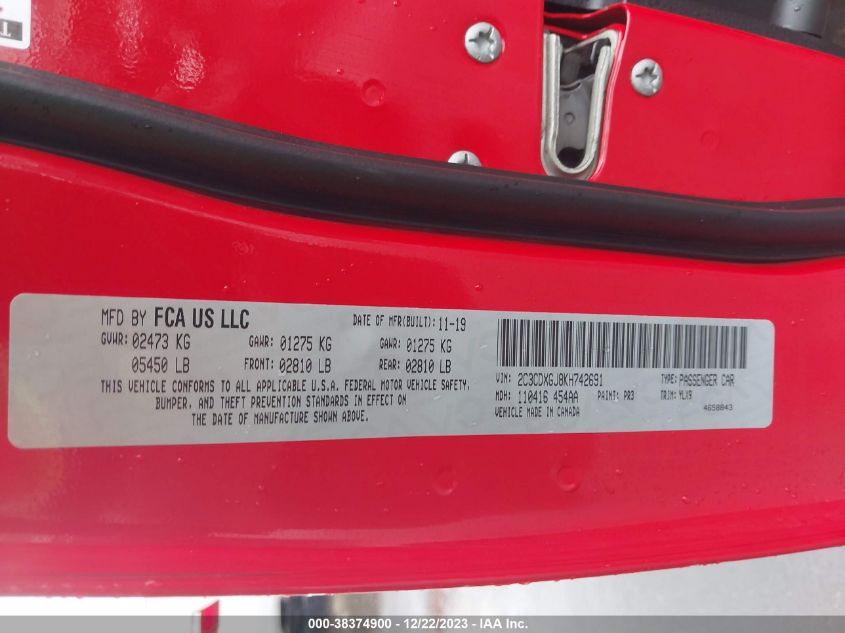 T
MFD BY FCA US LLC
DATE OF MFR(BUILT): 11-19
GVWR: 02473 KG GAWR: 01275 KG GAWR: 01275 KG
05450 LB FRONT: 02810 LB REAR: 02810 LB
THIS VEHICLE CONFORMS TO ALL APPLICABLE U.S.A. FEDERAL MOTOR VEHICLE SAFETY,
BUMPER, AND THEFT PREVENTION STANDARDS IN EFFECT ON
THE DATE OF MANUFACTURE SHOWN ABOVE.
VIN: 2C3CDXGJ8KH742691 TYPE: PASSENGER CAR
MDH: 110416 454AA PAINT: PR3 TRIM: YLX9
VEHICLE MADE IN CANADA 4658843
000-38374900 - 12/22/2023 - IAA Inc.